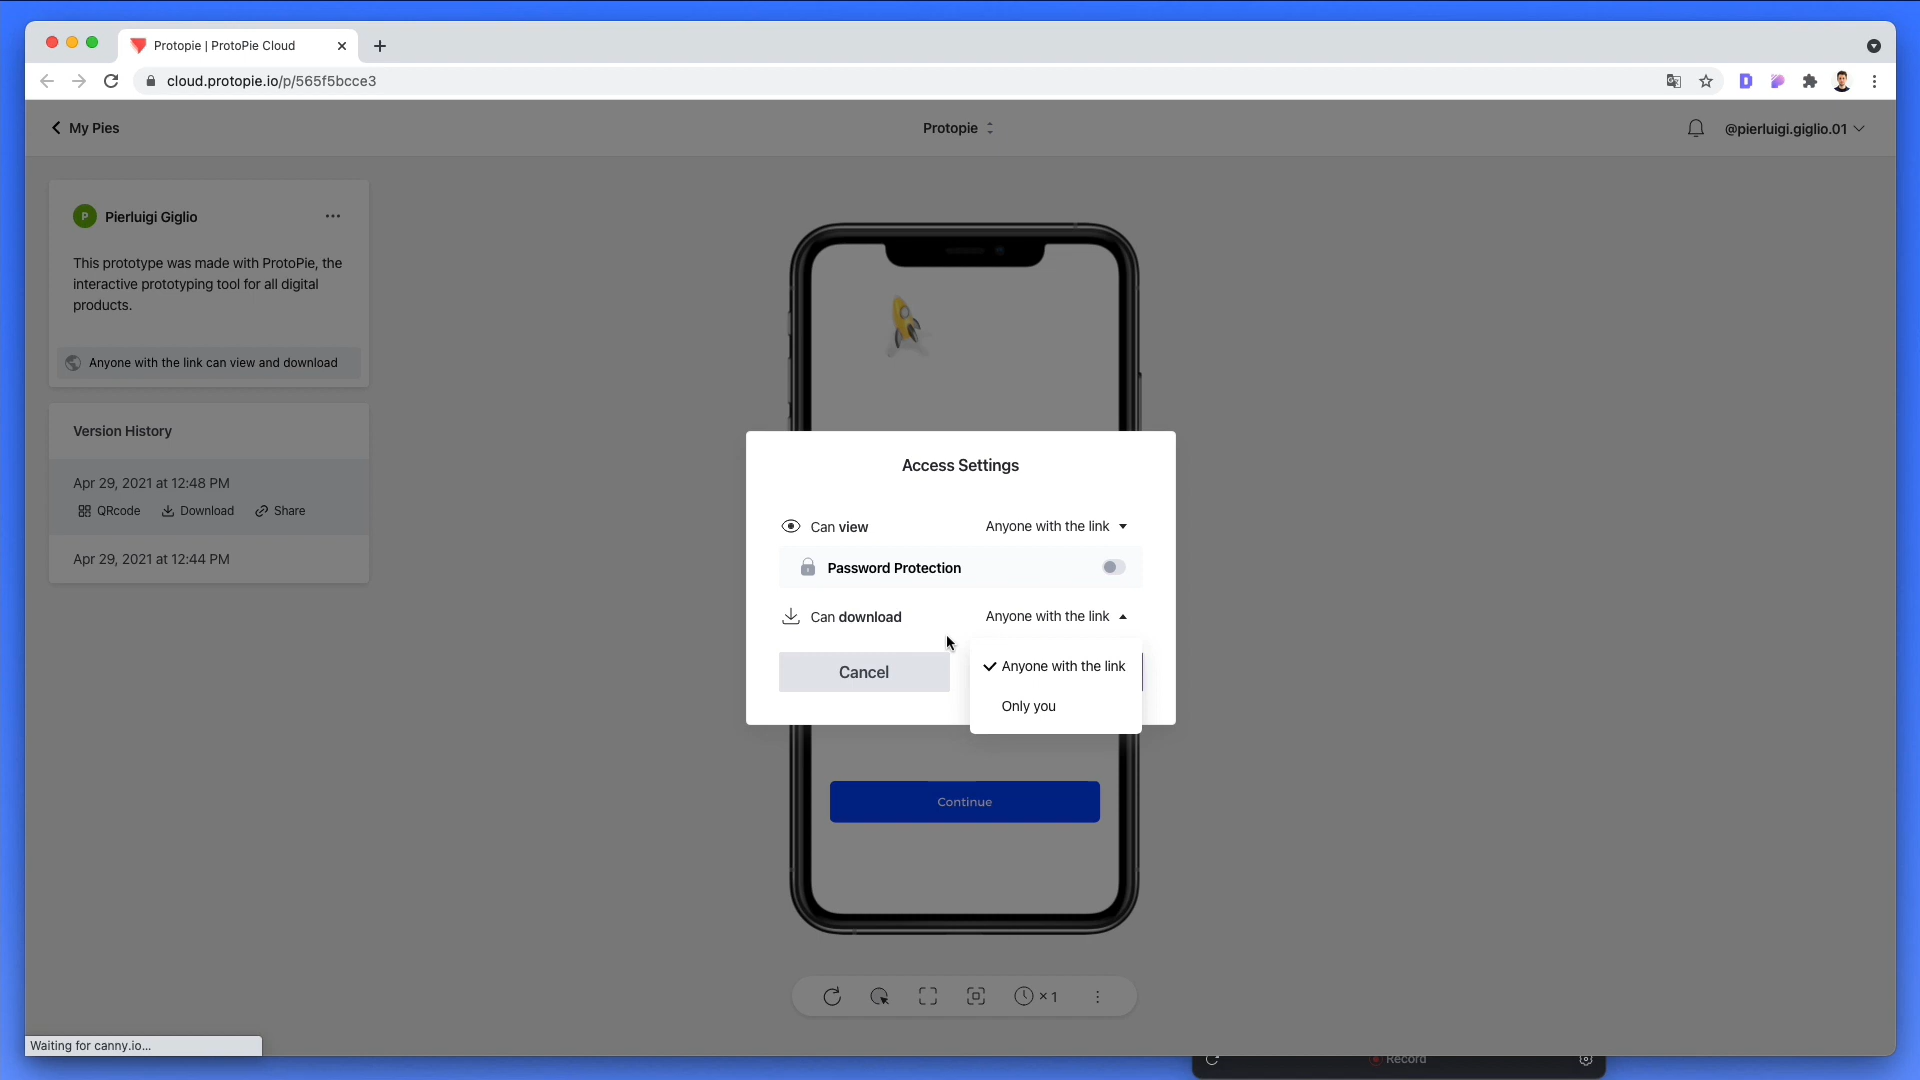 Protopie | ProtoPie Cloud
cloud.protopie.io/p/565f5bcce3
My Pies
Protopie
@pierluigi.giglio.01
P
Pierluigi Giglio
This prototype was made with ProtoPie, the
interactive prototyping tool for all digital
products.
Anyone with the link can view and download
Version History
Apr 29, 2021 at 12:48 PM
QRcode
Download
Share
Apr 29, 2021 at 12:44 PM
Access Settings
Can view
Anyone with the link
Password Protection
Can download
Anyone with the link
Cancel
Anyone with the link
Only you
Continue
× 1
Waiting for canny.io...
Record